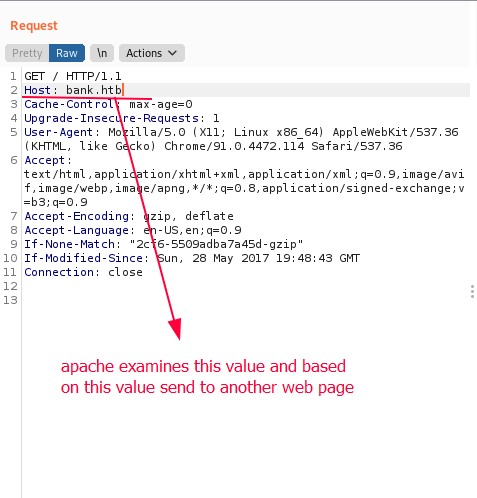 Request
Pretty Raw \n Actions
1 GET / HTTP/1.1
2 Host: bank.htb
3 Cache-Control: max-age=0
4 Upgrade-Insecure-Requests: 1
5 User-Agent: Mozilla/5.0 (X11; Linux x86_64) AppleWebKit/537.36
(KHTML, like Gecko) Chrome/91.0.4472.114 Safari/537.36
6 Accept:
text/html,application/xhtml+xml,application/xml;q=0.9,image/avi
f,image/webp,image/apng,*/*;q=0.8,application/signed-exchange;v
=b3;q=0.9
7 Accept-Encoding: gzip, deflate
8 Accept-Language: en-US,en;q=0.9
9 If-None-Match: "2cf6-5509adba7a45d-gzip"
10 If-Modified-Since: Sun, 28 May 2017 19:48:43 GMT
11 Connection: close
12
13
apache examines this value and based
on this value send to another web page